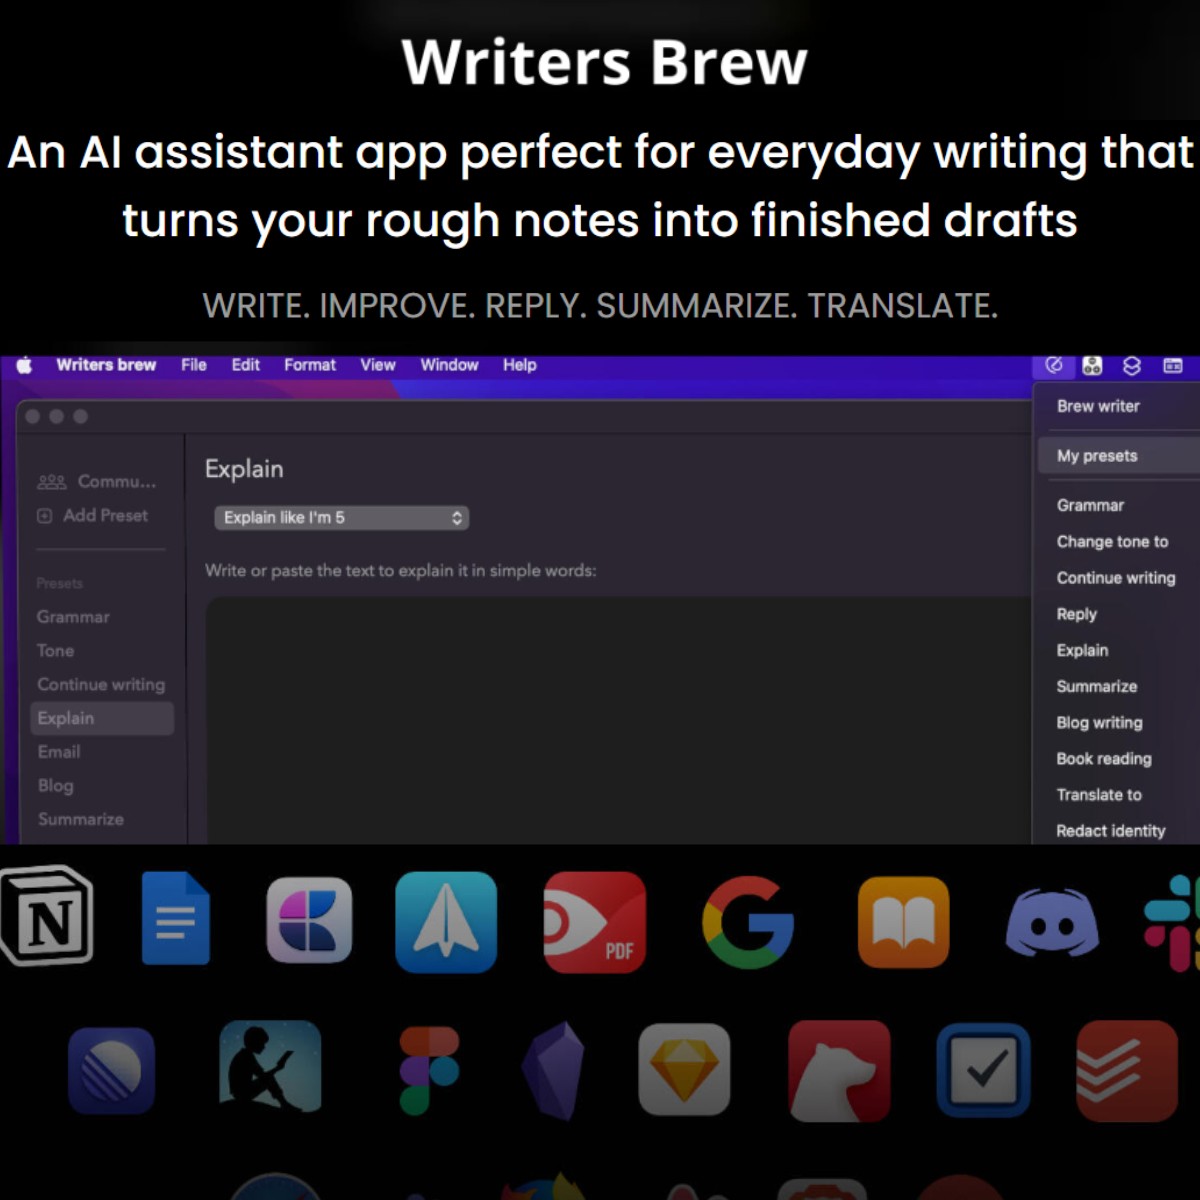 Writers Brew
An AI assistant app perfect for everyday writing that
turns your rough notes into finished drafts
WRITE. IMPROVE. REPLY. SUMMARIZE. TRANSLATE.
Writers brew File Edit Format View Window Help
Commu...
Add Preset
Presets
Grammar
Tone
Continue writing
Explain
Email
Blog
Summarize
Explain
Explain like I'm 5
Write or paste the text to explain it in simple words:
Brew writer
My presets
Grammar
Change tone to
Continue writing
Reply
Explain
Summarize
Blog writing
Book reading
Translate to
Redact identity
N
PDF
G